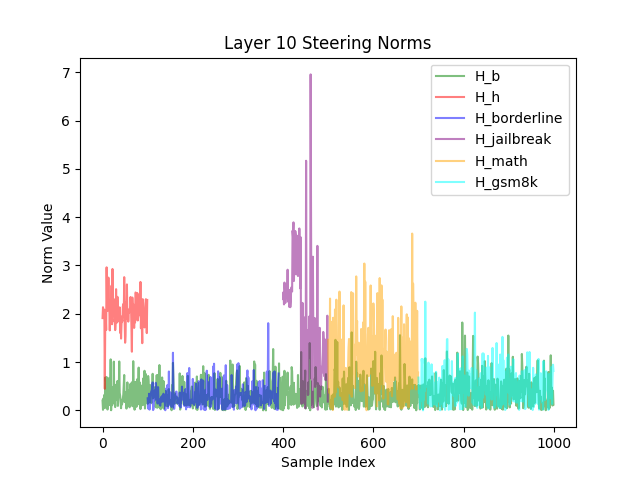 Layer 10 Steering Norms
H_b
H_h
H_borderline
H_jailbreak
H_math
H_gsm8k
Norm Value
7
6
5
4
3
2
1
0
0 200 400 600 800 1000
Sample Index